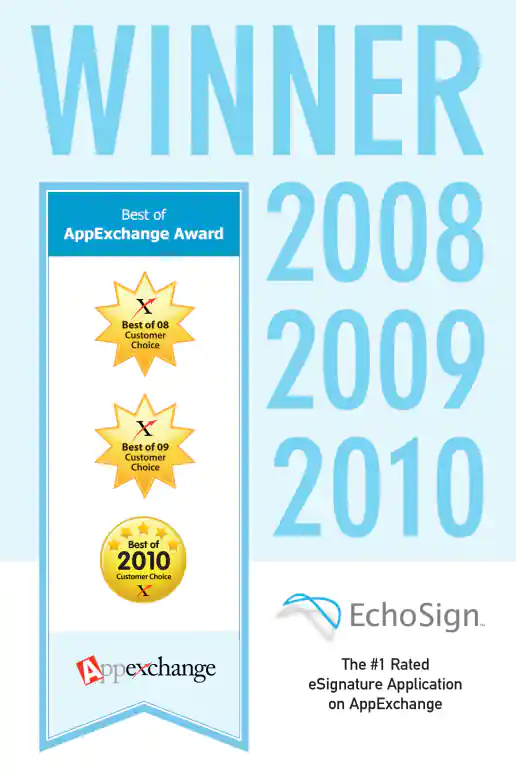 WINNER
2008
2009
2010
Best of
AppExchange Award
X
Best of 08
Customer
Choice
X
Best of 09
Customer
Choice
Best of
2010
Customer Choice
X
Appexchange
EchoSign™
The #1 Rated
eSignature Application
on AppExchange